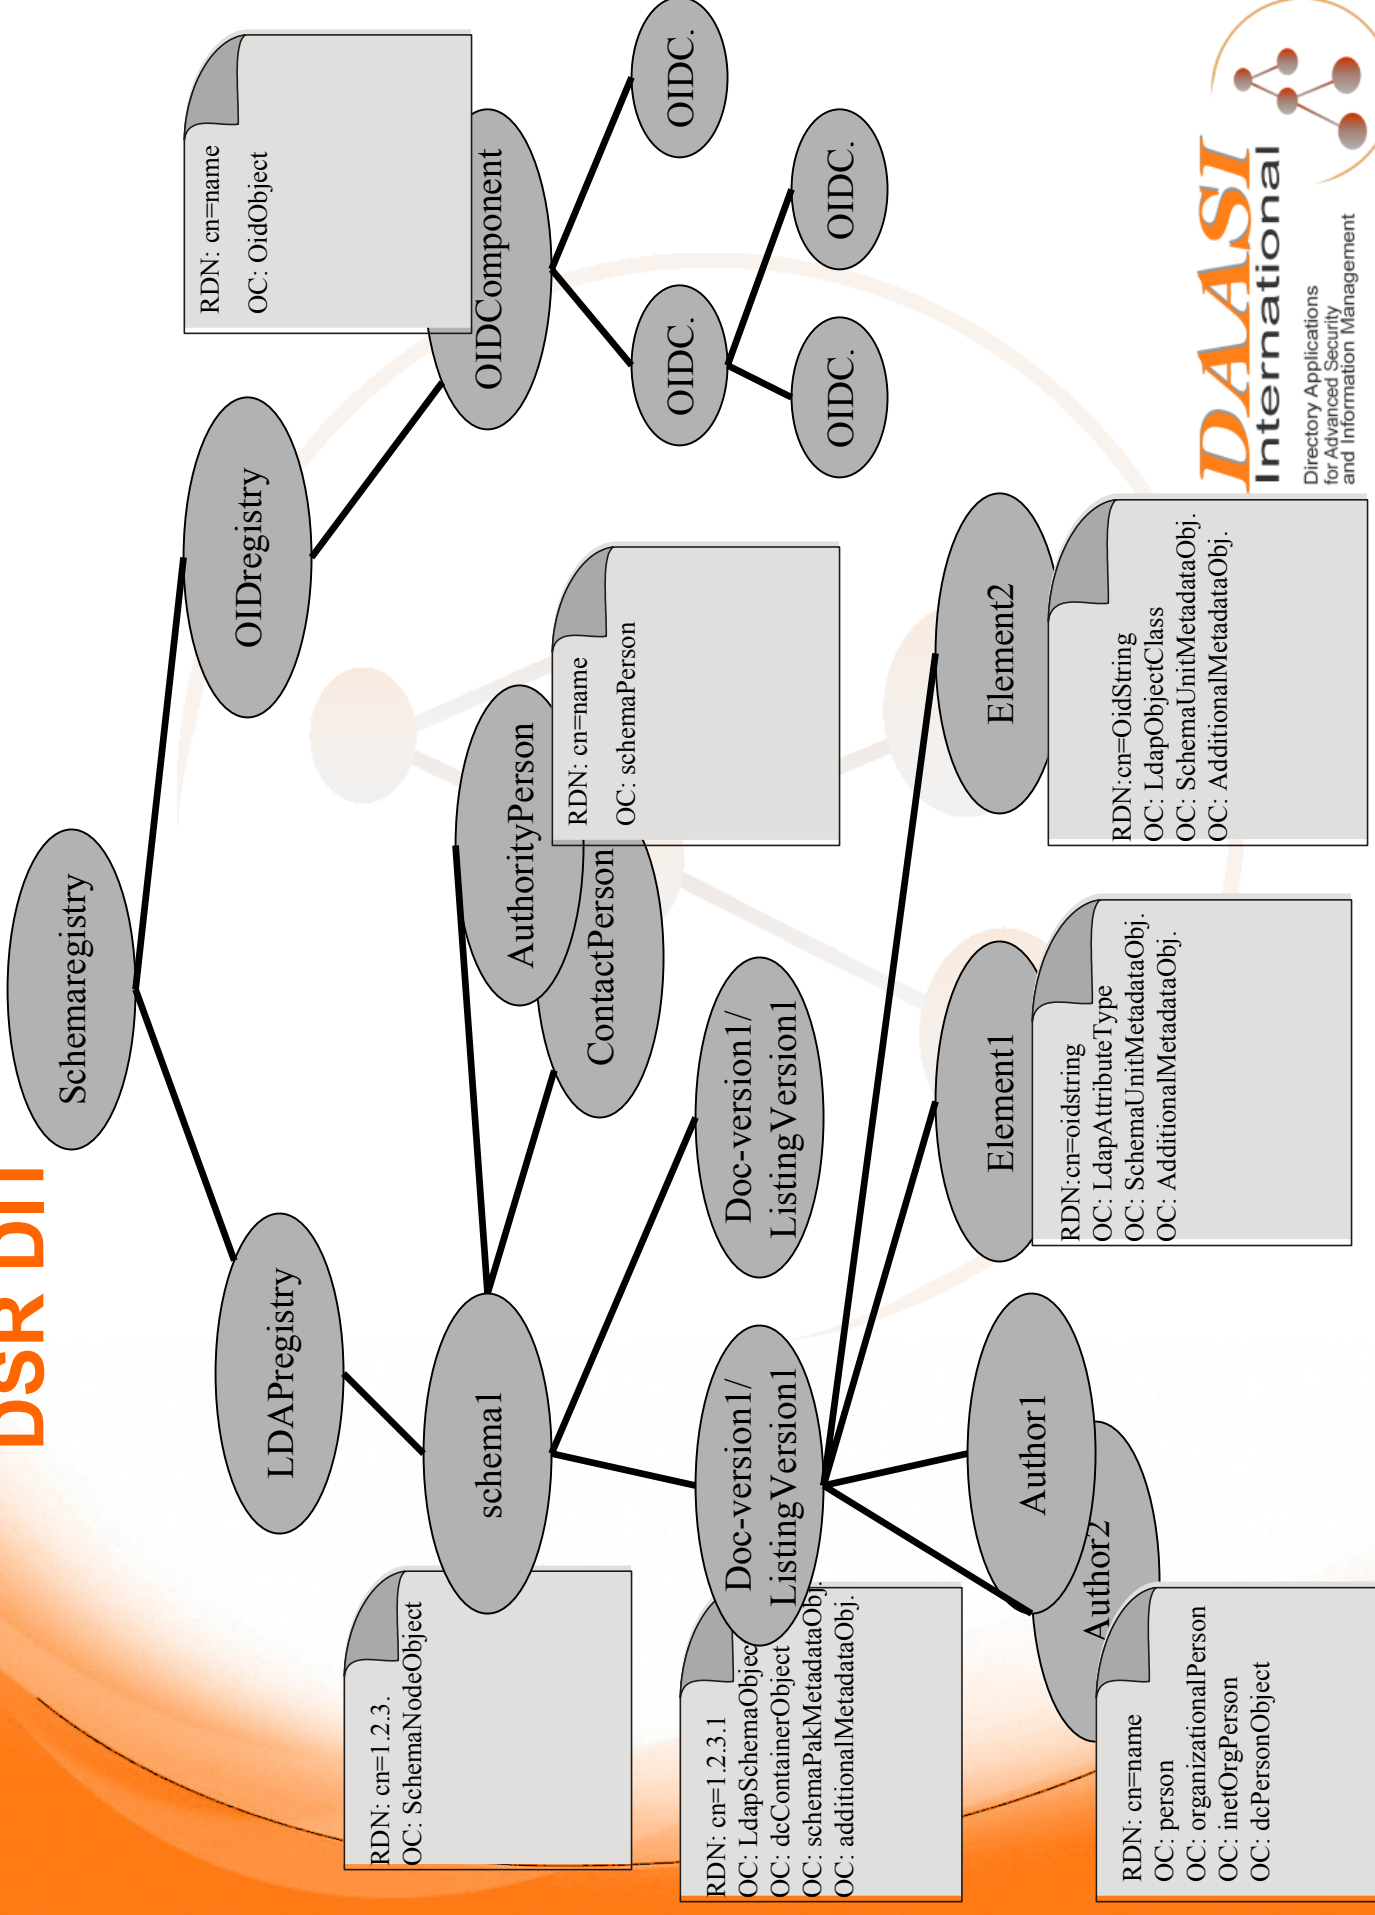 DSR DIT
Schemaregistry
LDAPregistry
OIDregistry
RDN: cn=name
OC: OidObject
RDN: cn=1.2.3.
OC: SchemaNodeObject
schema1
AuthorityPerson
ContactPerson
RDN: cn=name
OC: schemaPerson
OIDComponent
OIDC.
OIDC.
OIDC.
OIDC.
RDN: cn=1.2.3.1
OC: LdapSchemaObjec
OC: dcContainerObject
OC: schemaPakMetadataObj.
OC: additionalMetadataObj.
Doc-version1/
ListingVersion1
Doc-version1/
ListingVersion1
Author1
Author2
RDN: cn=name
OC: person
OC: organizationalPerson
OC: inetOrgPerson
OC: dcPersonObject
Element1
RDN:cn=oidstring
OC: LdapAttributeType
OC: SchemaUnitMetadataObj.
OC: AdditionalMetadataObj.
Element2
RDN:cn=OidString
OC: LdapObjectClass
OC: SchemaUnitMetadataObj.
OC: AdditionalMetadataObj.
DAASI
International
Directory Applications
for Advanced Security
and Information Management